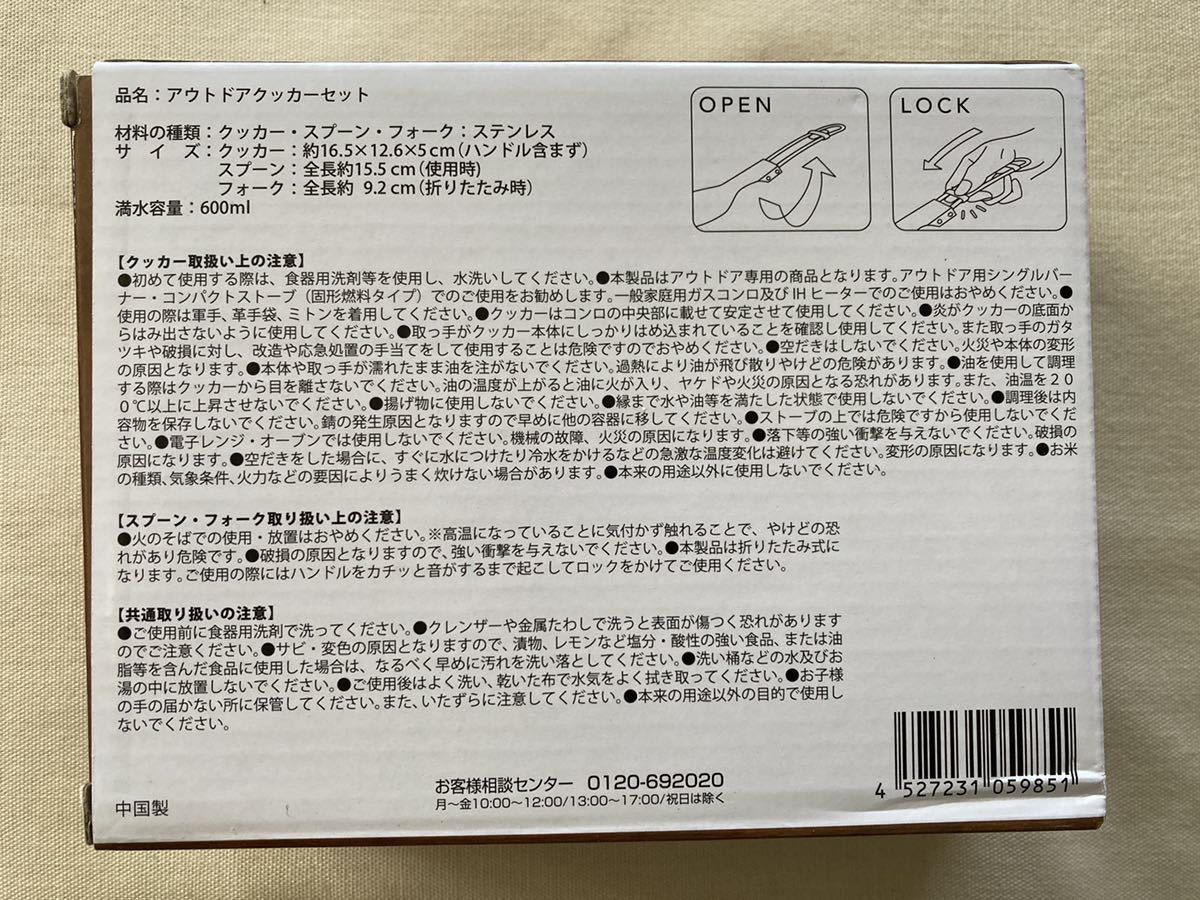 品名：アウトドアクッカーセット
材料の種類：クッカー・スプーン・フォーク：ステンレス
サイズ：クッカー：約16.5×12.6×5cm（ハンドル含まず）
スプーン：全長約15.5cm（使用時）
フォーク：全長約 9.2cm（折りたたみ時）
満水容量：600ml
OPEN
LOCK
【クッカー取扱い上の注意】
●初めて使用する際は、食器用洗剤等を使用し、水洗いしてください。●本製品はアウトドア専用の商品となります。アウトドア用シングルバー
ナー・コンパクトストーブ（固形燃料タイプ）でのご使用をお勧めします。一般家庭用ガスコンロ及びIHヒーターでのご使用はおやめください。●
使用の際は軍手、革手袋、ミトンを着用してください。●クッカーはコンロの中央部に載せて安定させて使用してください。●炎がクッカーの底面か
らはみ出さないように使用してください。●取っ手がクッカー本体にしっかりはめ込まれていることを確認し使用してください。また取っ手のガタ
ツキや破損に対し、改造や応急処置の手当てをして使用することは危険ですのでおやめください。●空だきはしないでください。火災や本体の変形
の原因となります。●本体や取っ手が濡れたまま油を注がないでください。過熱により油が飛び散りやけどの危険があります。●油を使用して調理
する際はクッカーから目を離さないでください。油の温度が上がると油に火が入り、ヤケドや火災の原因となる恐れがあります。また、油温を２０
０℃以上に上昇させないでください。●揚げ物に使用しないでください。●縁まで水や油等を満たした状態で使用しないでください。●調理後は内
容物を保存しないでください。錆の発生原因となりますので早めに他の容器に移してください。●ストーブの上では危険ですから使用しないでくだ
さい。●電子レンジ・オーブンでは使用しないでください。機械の故障、火災の原因になります。●落下等の強い衝撃を与えないでください。破損の
原因になります。●空だきをした場合に、すぐに水につけたり冷水をかけるなどの急激な温度変化は避けてください。変形の原因になります。●お米
の種類、気象条件、火力などの要因によりうまく炊けない場合があります。●本来の用途以外に使用しないでください。
【スプーン・フォーク取り扱い上の注意】
●火のそばでの使用・放置はおやめください。※高温になっていることに気付かず触れることで、やけどの恐
れがあり危険です。●破損の原因となりますので、強い衝撃を与えないでください。●本製品は折りたたみ式に
なります。ご使用の際にはハンドルをカチッと音がするまで起こしてロックをかけてご使用ください。
【共通取り扱いの注意】
●ご使用前に食器用洗剤で洗ってください。●クレンザーや金属たわしで洗うと表面が傷つく恐れがあります
のでご注意ください。●サビ・変色の原因となりますので、漬物、レモンなど塩分・酸性の強い食品、または油
脂等を含んだ食品に使用した場合は、なるべく早めに汚れを洗い落としてください。●洗い桶などの水及びお
湯の中に放置しないでください。●ご使用後はよく洗い、乾いた布で水気をよく拭き取ってください。●お子様
の手の届かない所に保管してください。また、いたずらに注意してください。●本来の用途以外の目的で使用し
ないでください。
お客様相談センター 0120-692020
月～金10:00～12:00/13:00～17:00/祝日は除く
中国製
4 527231 059851